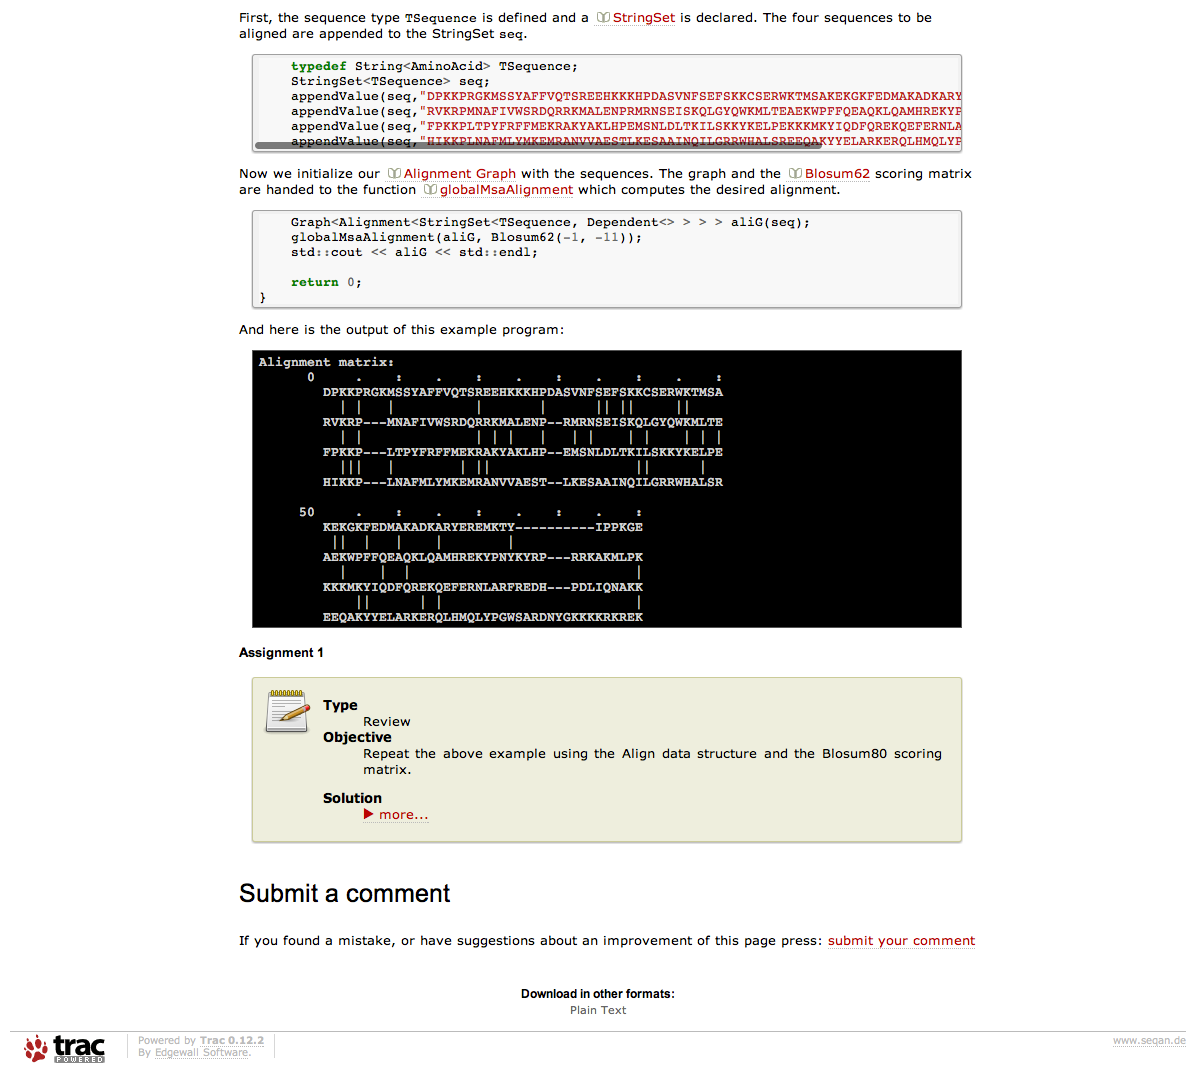 First, the sequence type TSequence is defined and a StringSet is declared. The four sequences to be
aligned are appended to the StringSet seq.
typedef String<AminoAcid> TSequence;
StringSet<TSequence> seq;
appendValue(seq,"DPKKPRGKMSSYAFFVQTSREEHKKKHPDASVNFSEFSKKCSERWKTMSAKEKGKFEDMAKADKARY
appendValue(seq,"RVKRPMNAFIVWSRDQRRKMALENPRMRNSEISKQLGYQWKMLTEAEKWPFFQEAQKLQAMHREKYP
appendValue(seq,"FPKKPLTPYFRFFMEKRAKYAKLHPEMSNLDLTKILSKKYKELPEKKKMKYIQDFQREKQEFERNLA
appendValue(seq,"HIKKPLNAFMLYMKEMRANVVAESTLKESAAINQILGRRWHALSREEQAKYYELARKERQLHMQLYP
Now we initialize our Alignment Graph with the sequences. The graph and the Blosum62 scoring matrix
are handed to the function globalMsaAlignment which computes the desired alignment.
Graph<Alignment<StringSet<TSequence, Dependent<> > > > aliG(seq);
globalMsaAlignment(aliG, Blosum62(-1, -11));
std::cout << aliG << std::endl;
return 0;
}
And here is the output of this example program:
Alignment matrix:
0     .    :    .    :    .    :    .    :    .    :
DPKKPRGKMSSYAFFVQTSREEHKKKHPDASVNFSEFSKKCSERWKTMSA
  | |   |          |       |      || ||     ||
RVKRP---MNAFIVWSRDQRRKMALENP--RMRNSEISKQLGYQWKMLTE
  | |              | | |   |   | |    | |    | | |
FPKKP---LTPYFRFFMEKRAKYAKLHP--EMSNLDLTKILSKKYKELPE
  |||   |        | ||                  ||      |
HIKKP---LNAFMLYMKEMRANVVAEST--LKESAAINQILGRRWHALSR
50     .    :    .    :    .    :    .    :
KEKGKFEDMAKADKARYEREMKTY----------IPPKGE
 ||  |   |    |        |
AEKWPFFQEAQKLQAMHREKYPNYKYRP---RRKAKMLPK
  |    |  |                            |
KKKMKYIQDFQREKQEFERNLARFREDH---PDLIQNAKK
    ||      | |                        |
EEQAKYYELARKERQLHMQLYPGWSARDNYGKKKKRKREK
Assignment 1
Type
Review
Objective
Repeat the above example using the Align data structure and the Blosum80 scoring
matrix.
Solution
more...
Submit a comment
If you found a mistake, or have suggestions about an improvement of this page press: submit your comment
Download in other formats:
Plain Text
trac
POWERED
Powered by Trac 0.12.2
By Edgewall Software.
www.seqan.de